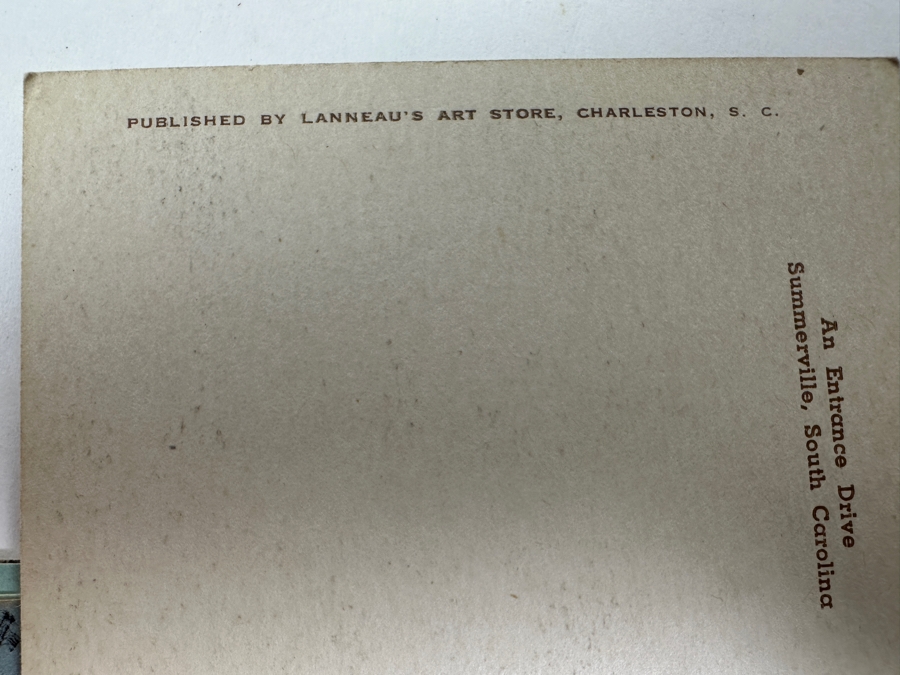 PUBLISHED BY LANNEAU'S ART STORE, CHARLESTON, S. C.
An Entrance Drive
Summerville, South Carolina